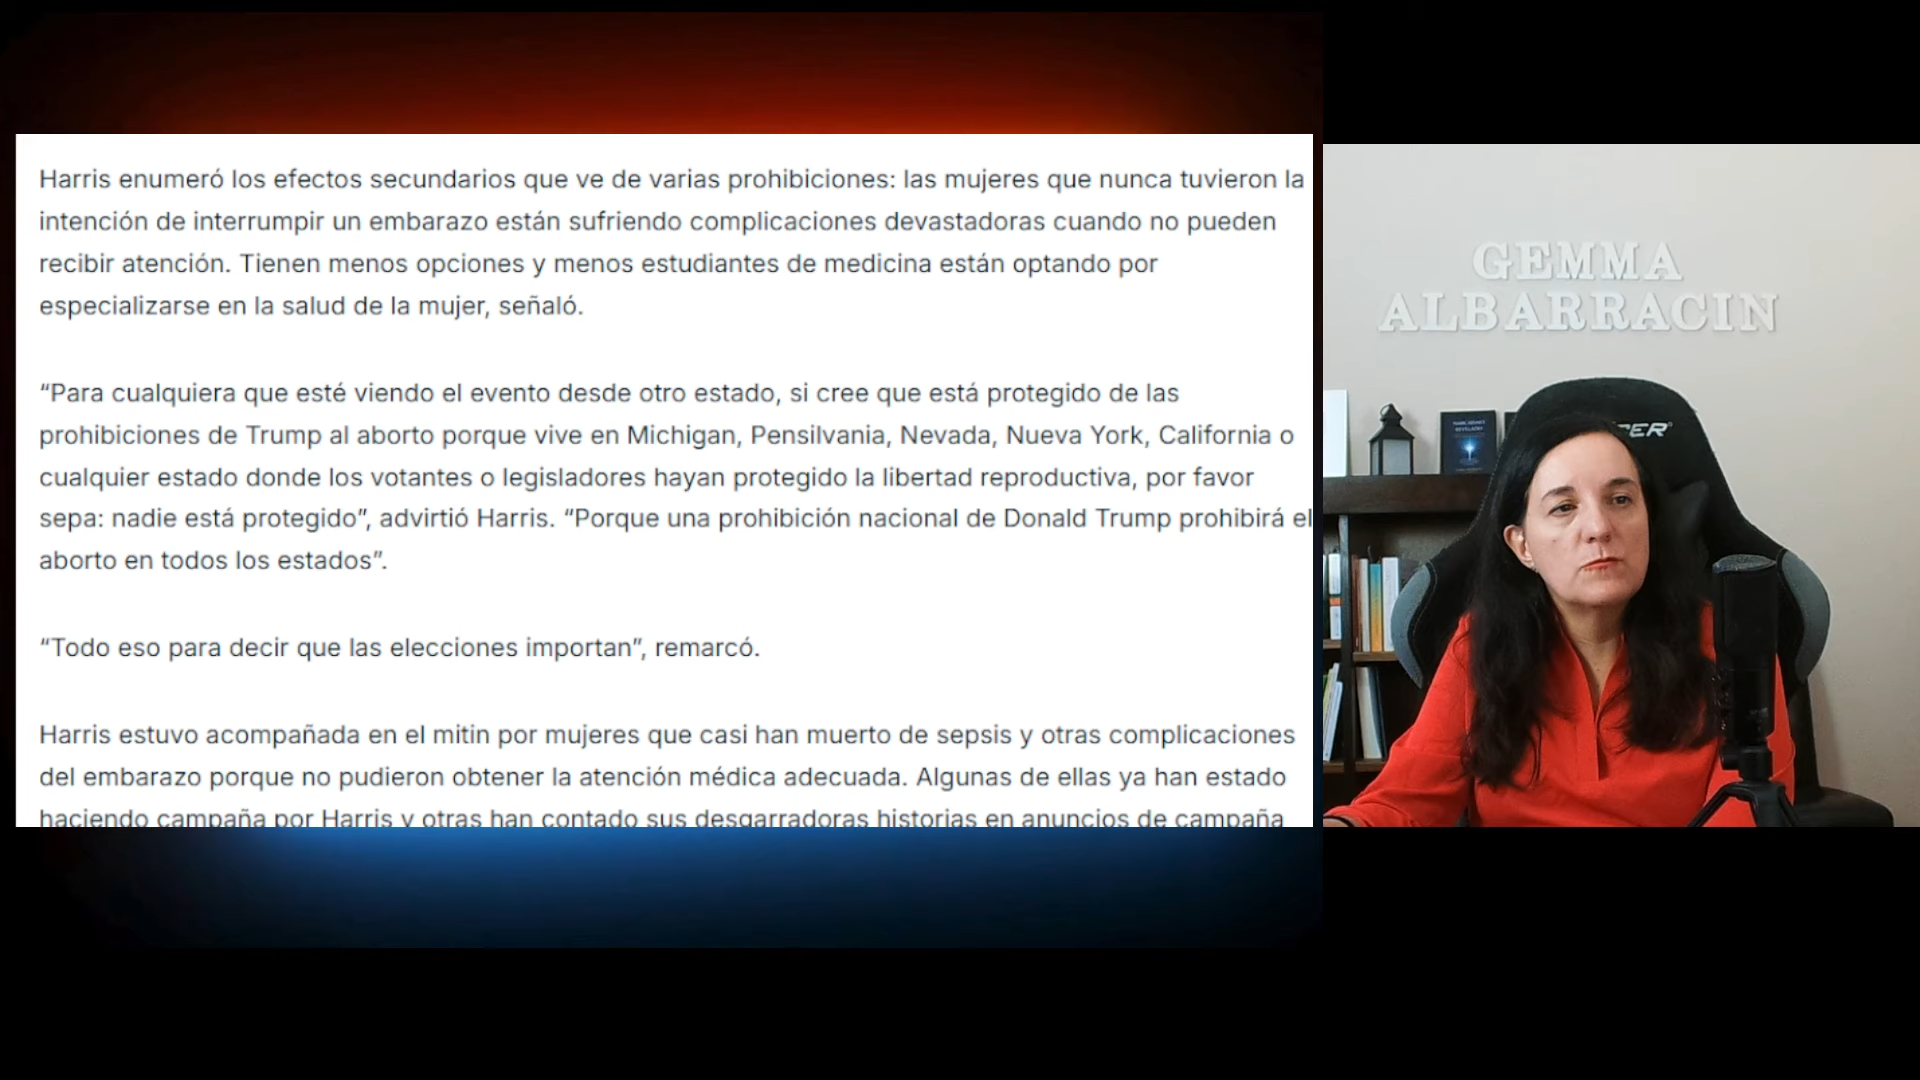 Harris enumeró los efectos secundarios que ve de varias prohibiciones: las mujeres que nunca tuvieron la
intención de interrumpir un embarazo están sufriendo complicaciones devastadoras cuando no pueden
recibir atención. Tienen menos opciones y menos estudiantes de medicina están optando por
especializarse en la salud de la mujer, señaló.
“Para cualquiera que esté viendo el evento desde otro estado, si cree que está protegido de las
prohibiciones de Trump al aborto porque vive en Michigan, Pensilvania, Nevada, Nueva York, California o
cualquier estado donde los votantes o legisladores hayan protegido la libertad reproductiva, por favor
sepa: nadie está protegido”, advirtió Harris. “Porque una prohibición nacional de Donald Trump prohibirá el
aborto en todos los estados”.
“Todo eso para decir que las elecciones importan”, remarcó.
Harris estuvo acompañada en el mitin por mujeres que casi han muerto de sepsis y otras complicaciones
del embarazo porque no pudieron obtener la atención médica adecuada. Algunas de ellas ya han estado
haciendo campaña por Harris y otras han contado sus desgarradoras historias en anuncios de campaña
GEMMA
ALBARRACIN